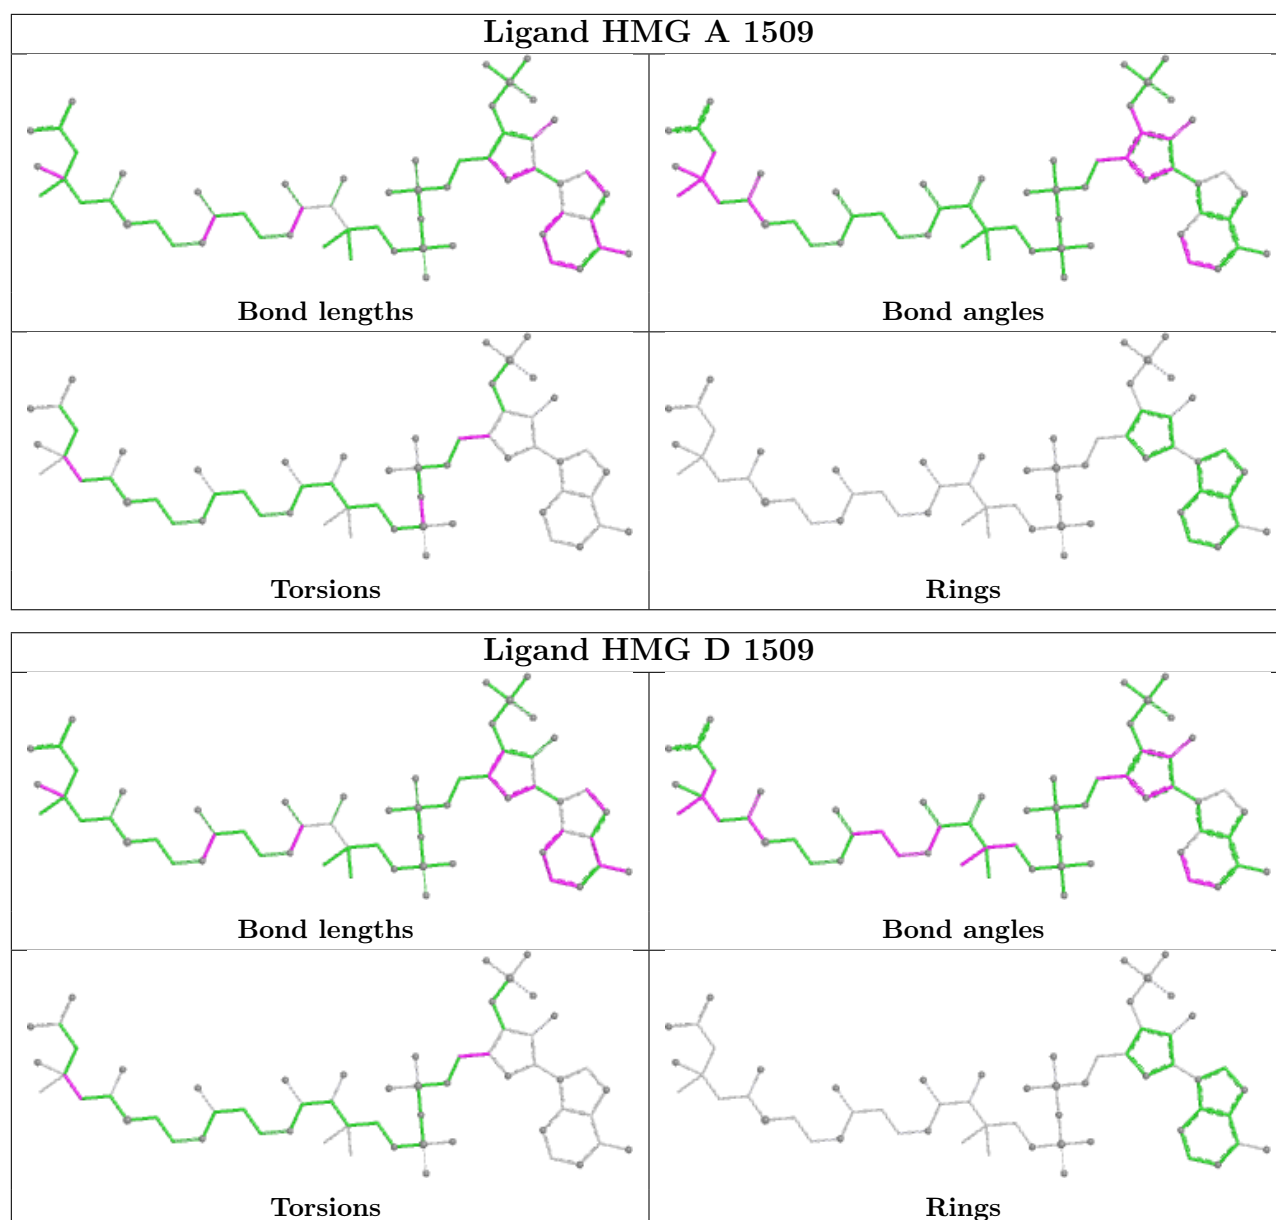 Ligand HMG A 1509
Bond lengths
Bond angles
Torsions
Rings
Ligand HMG D 1509
Bond lengths
Bond angles
Torsions
Rings